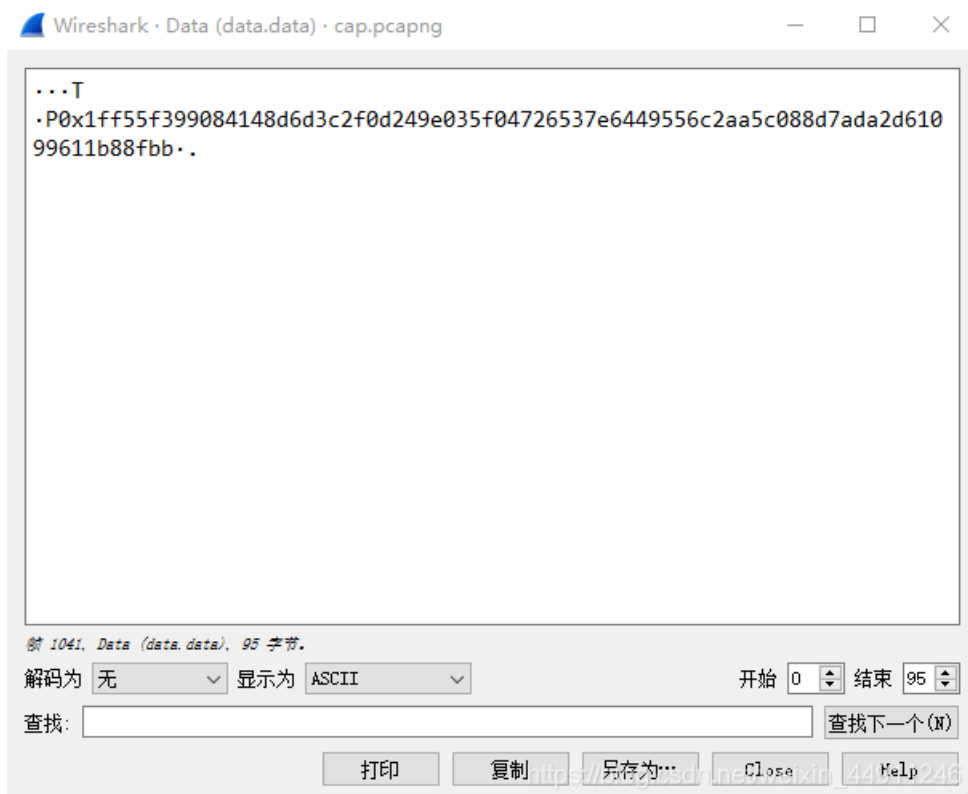 Wireshark · Data (data.data) · cap.pcapng
···T
·P0x1ff55f399084148d6d3c2f0d249e035f04726537e6449556c2aa5c088d7ada2d610
99611b88fbb·.
帧 1041, Data (data.data), 95 字节.
解码为 无 显示为 ASCII 开始 0 结束 95
查找: 查找下一个(N)
打印 复制 另存为… Close Help